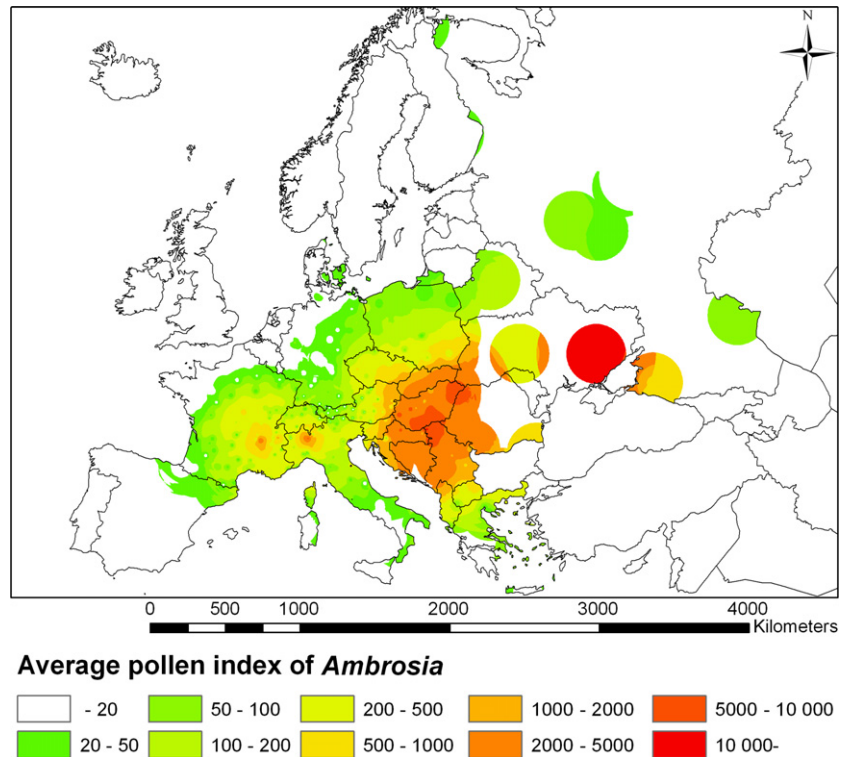 N
0 500 1000 2000 3000 4000
Kilometers
Average pollen index of Ambrosia
- 20 50 - 100 200 - 500 1000 - 2000 5000 - 10 000
20 - 50 100 - 200 500 - 1000 2000 - 5000 10 000-